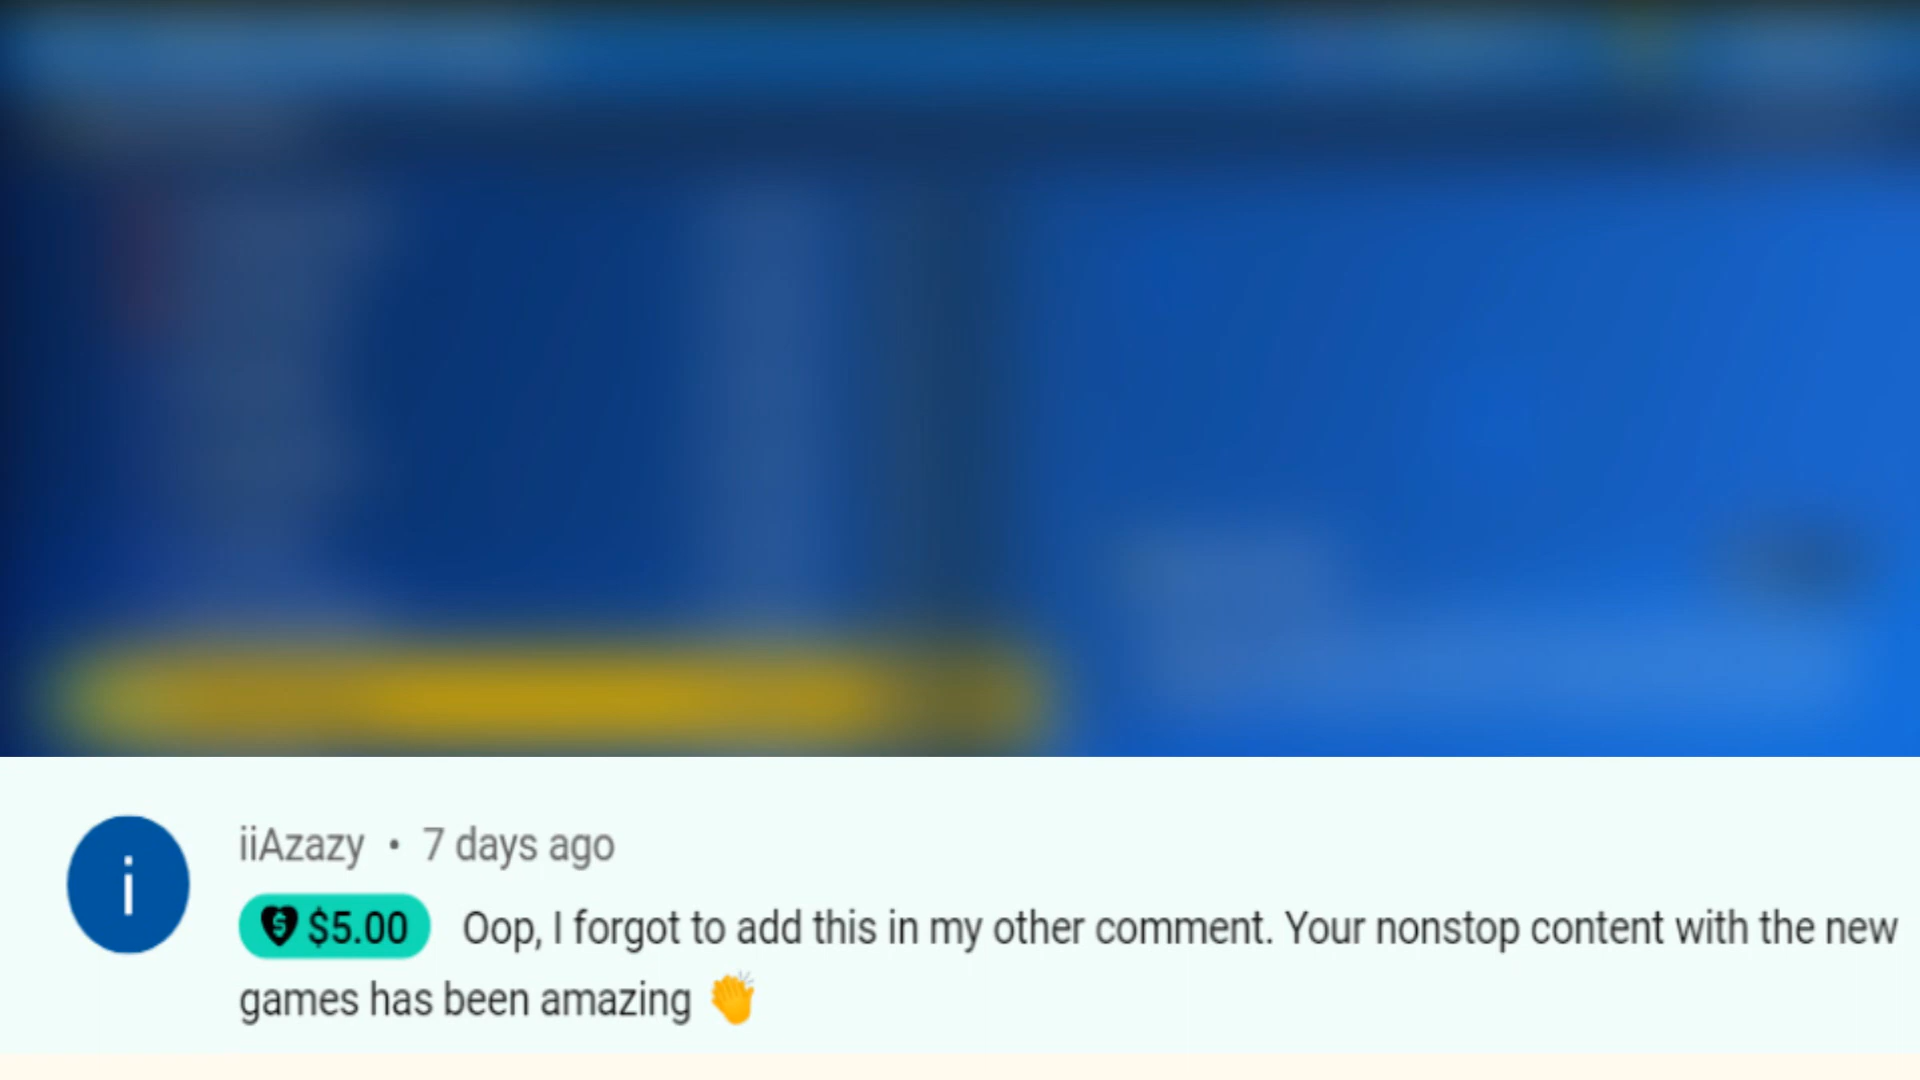 i
iiAzazy • 7 days ago
$5.00 Oop, I forgot to add this in my other comment. Your nonstop content with the new
games has been amazing 👏